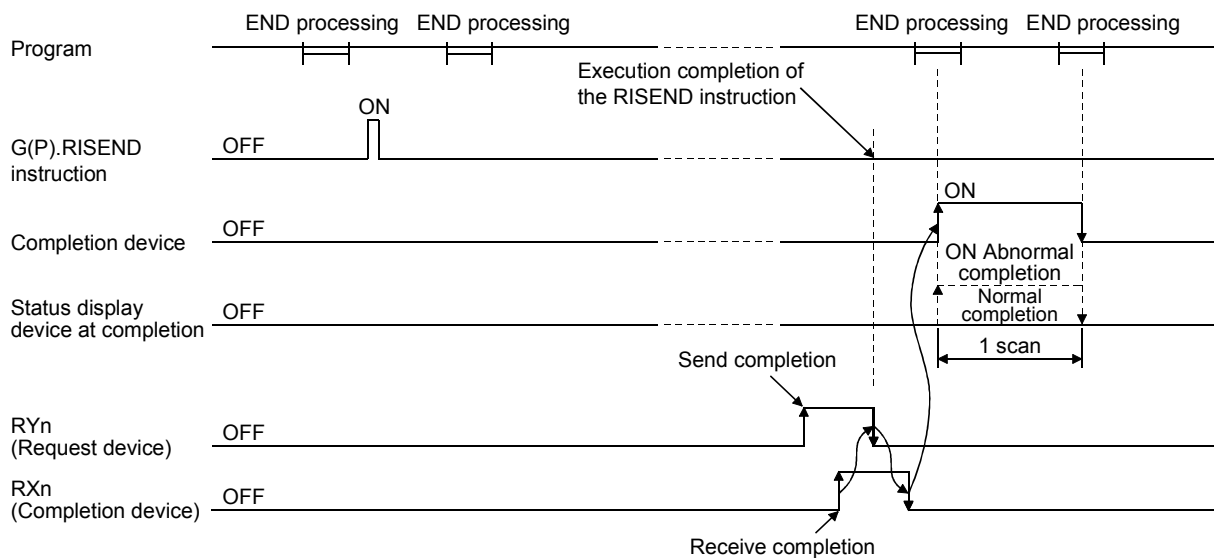 END processing
END processing
END processing
END processing
Program
Execution completion of
the RISEND instruction
ON
G(P).RISEND
instruction
OFF
ON
Completion device
OFF
ON Abnormal
completion
Status display
device at completion
OFF
Normal
completion
1 scan
Send completion
RYn
(Request device)
OFF
RXn
(Completion device)
OFF
Receive completion